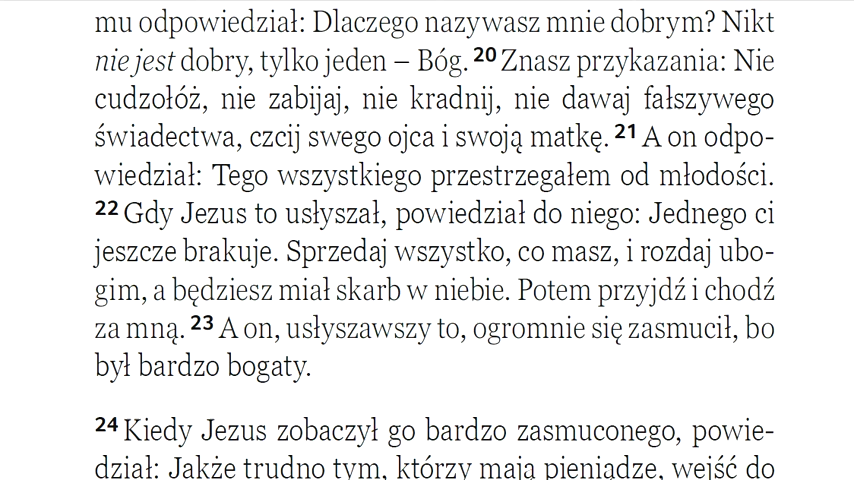 mu odpowiedział: Dlaczego nazywasz mnie dobrym? Nikt
nie jest dobry, tylko jeden – Bóg. 20 Znasz przykazania: Nie
cudzołóż, nie zabijaj, nie kradnij, nie dawaj fałszywego
świadectwa, czcij swego ojca i swoją matkę. 21 A on odpo-
wiedział: Tego wszystkiego przestrzegałem od młodości.
22 Gdy Jezus to usłyszał, powiedział do niego: Jednego ci
jeszcze brakuje. Sprzedaj wszystko, co masz, i rozdaj ubo-
gim, a będziesz miał skarb w niebie. Potem przyjdź i chodź
za mną. 23 A on, usłyszawszy to, ogromnie się zasmucił, bo
był bardzo bogaty.
24 Kiedy Jezus zobaczył go bardzo zasmuconego, powie-
dział: Jakże trudno tym, którzy mają pieniądze, wejść do